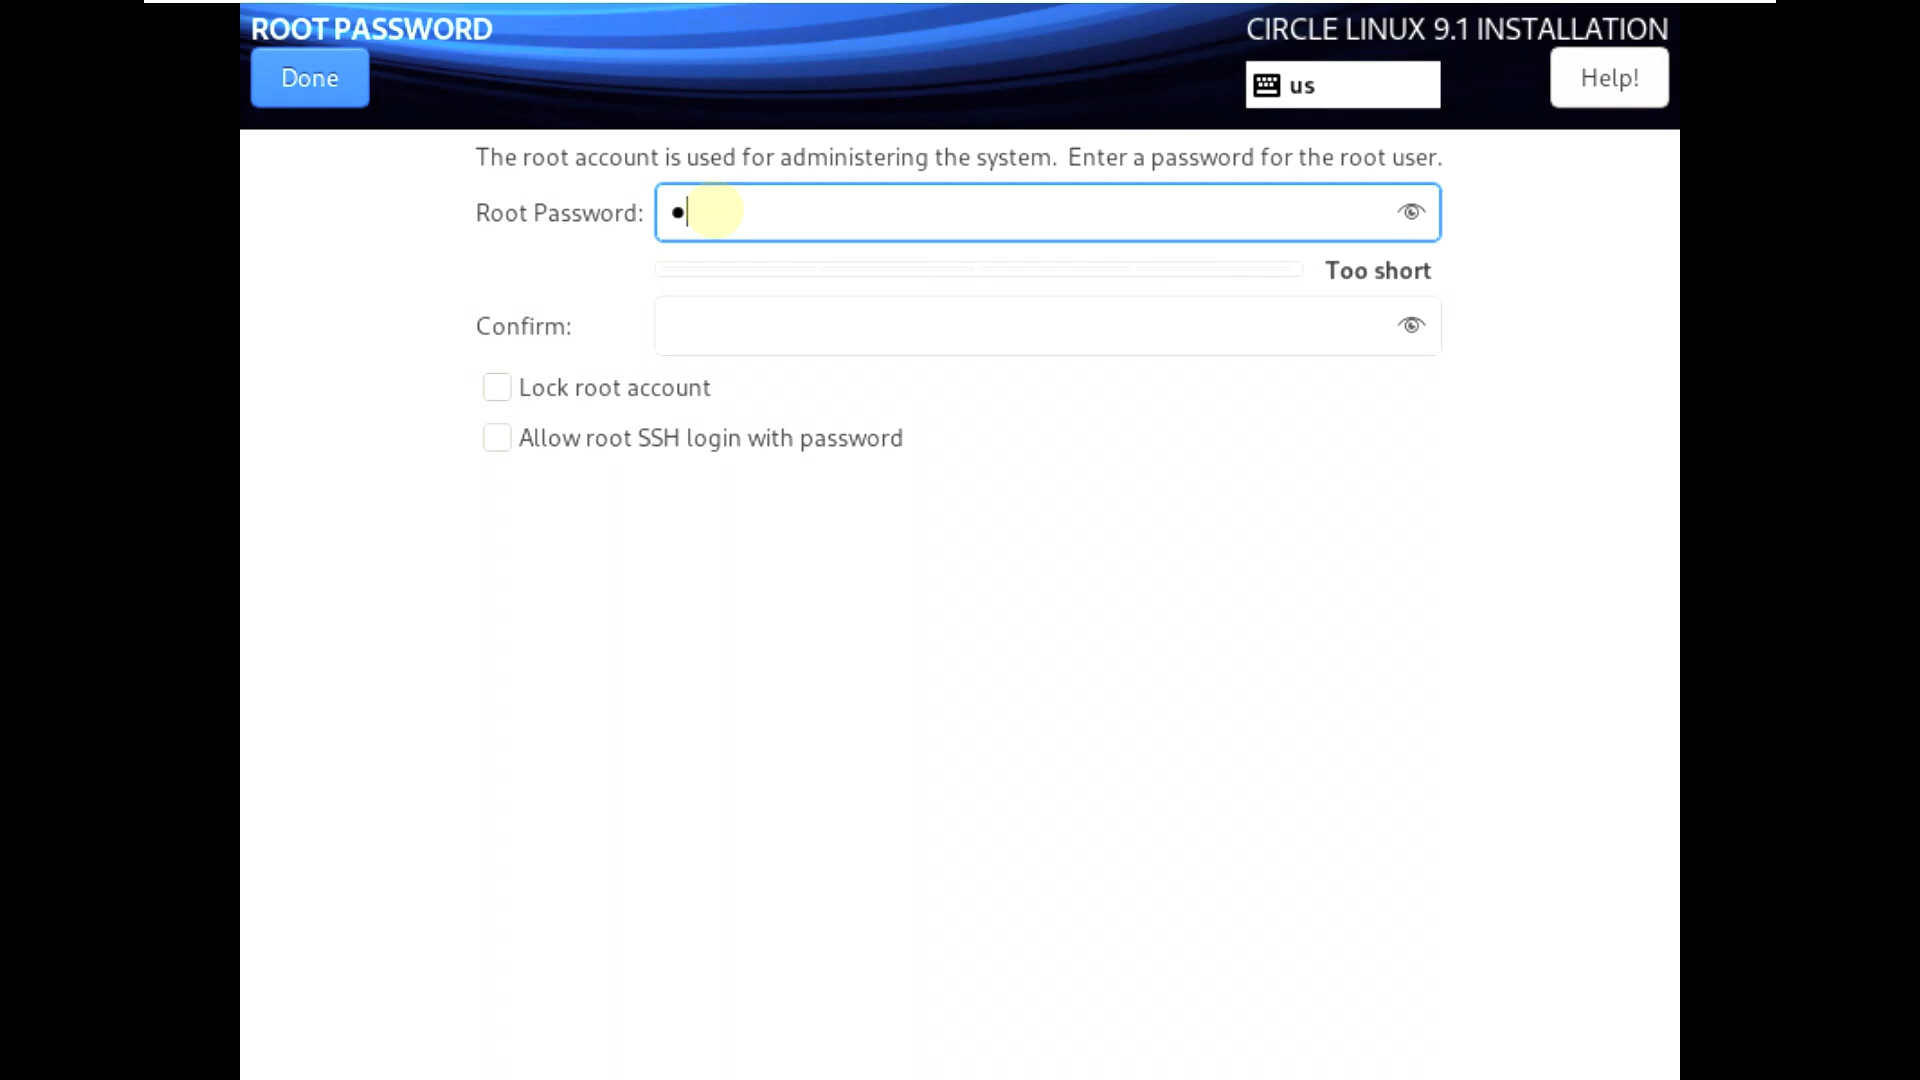 ROOT PASSWORD
CIRCLE LINUX 9.1 INSTALLATION
Done
us
Help!
The root account is used for administering the system.  Enter a password for the root user.
Root Password: ●
Too short
Confirm:
Lock root account
Allow root SSH login with password